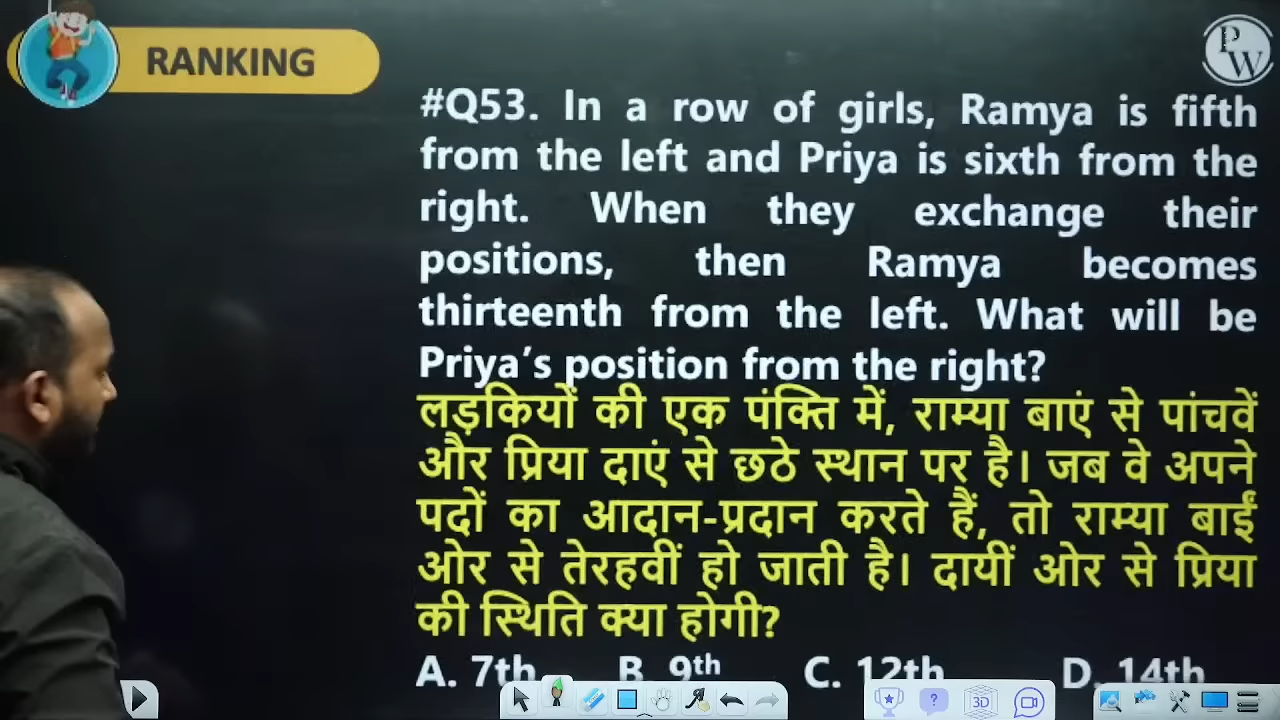 RANKING
PW
#Q53. In a row of girls, Ramya is fifth
from the left and Priya is sixth from the
right. When they exchange their
positions, then Ramya becomes
thirteenth from the left. What will be
Priya’s position from the right?
लड़कियों की एक पंक्ति में, राम्या बाएं से पांचवें
और प्रिया दाएं से छठे स्थान पर है। जब वे अपने
पदों का आदान-प्रदान करते हैं, तो राम्या बाईं
ओर से तेरहवीं हो जाती है। दायीं ओर से प्रिया
की स्थिति क्या होगी?
A. 7th B. 9th C. 12th D. 14th
? 3D